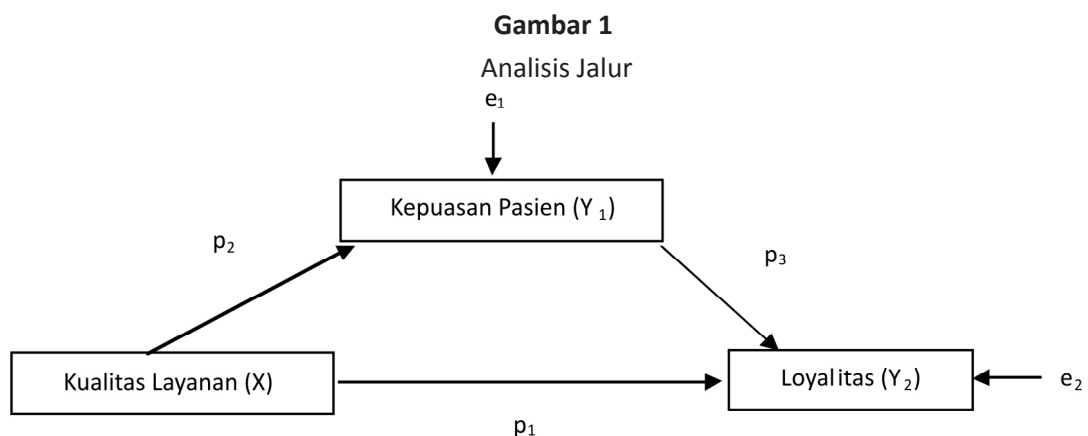 Gambar 1
Analisis Jalur
e₁
Kepuasan Pasien (Y ₁)
p₂
p₃
Kualitas Layanan (X)
Loyalitas (Y₂)
e₂
p₁